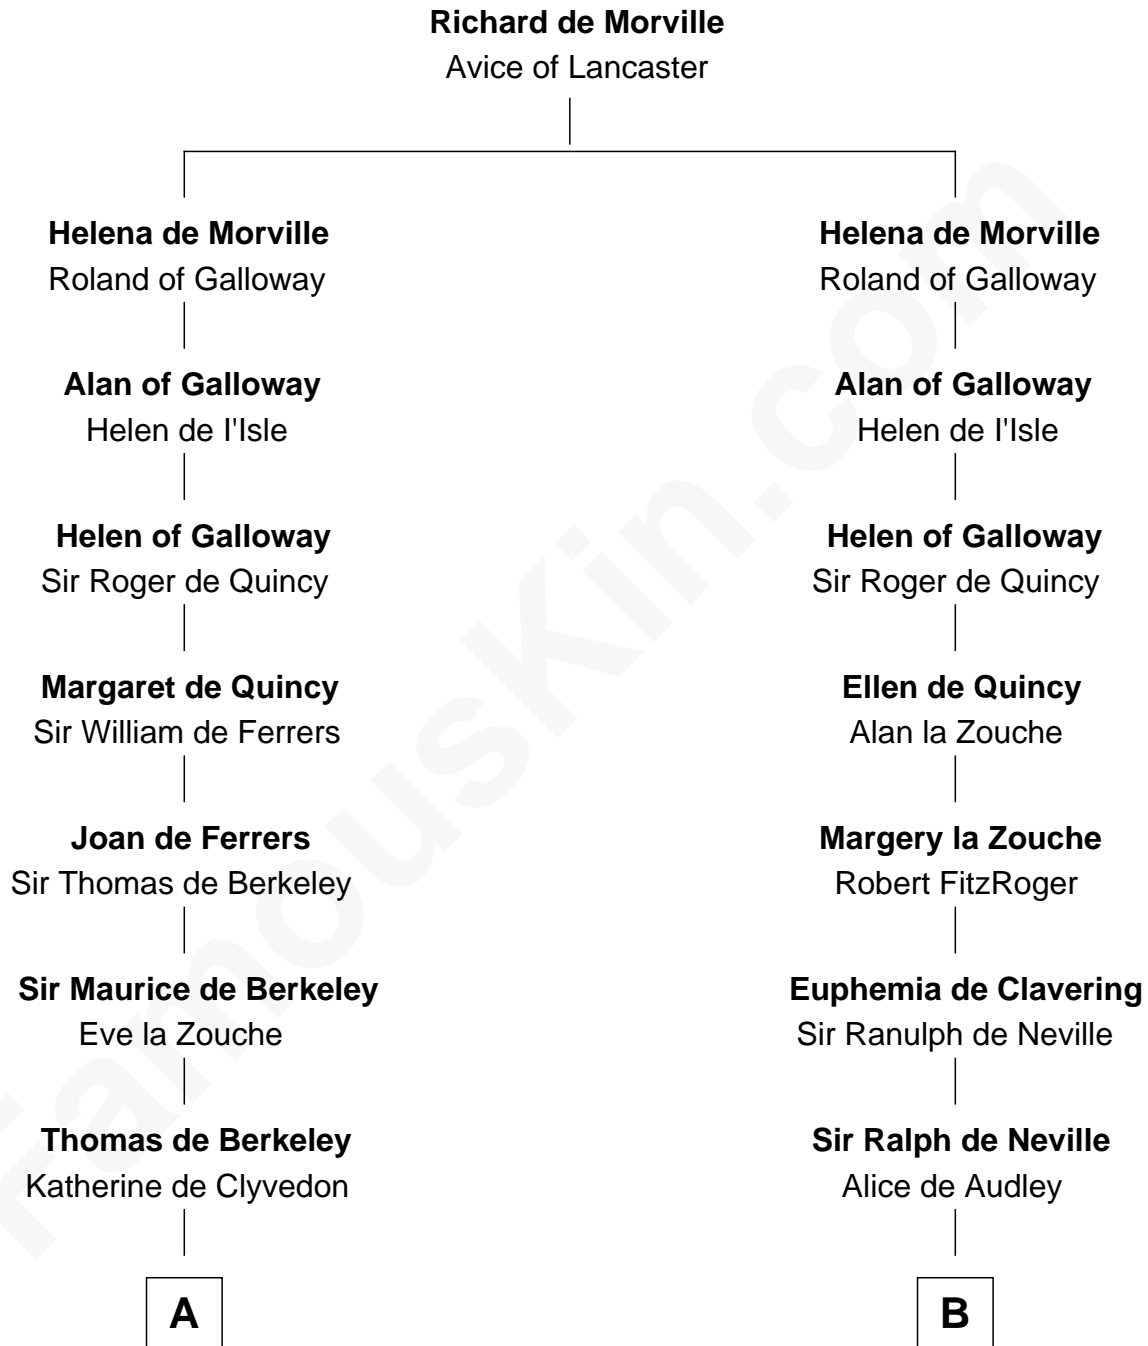 Richard de Morville
Avice of Lancaster
Helena de Morville
Roland of Galloway
Alan of Galloway
Helen de I'Isle
Helen of Galloway
Sir Roger de Quincy
Margaret de Quincy
Sir William de Ferrers
Joan de Ferrers
Sir Thomas de Berkeley
Sir Maurice de Berkeley
Eve la Zouche
Thomas de Berkeley
Katherine de Clyvedon
A
Helena de Morville
Roland of Galloway
Alan of Galloway
Helen de I'Isle
Helen of Galloway
Sir Roger de Quincy
Ellen de Quincy
Alan la Zouche
Margery la Zouche
Robert FitzRoger
Euphemia de Clavering
Sir Ranulph de Neville
Sir Ralph de Neville
Alice de Audley
B
FamousKin.com